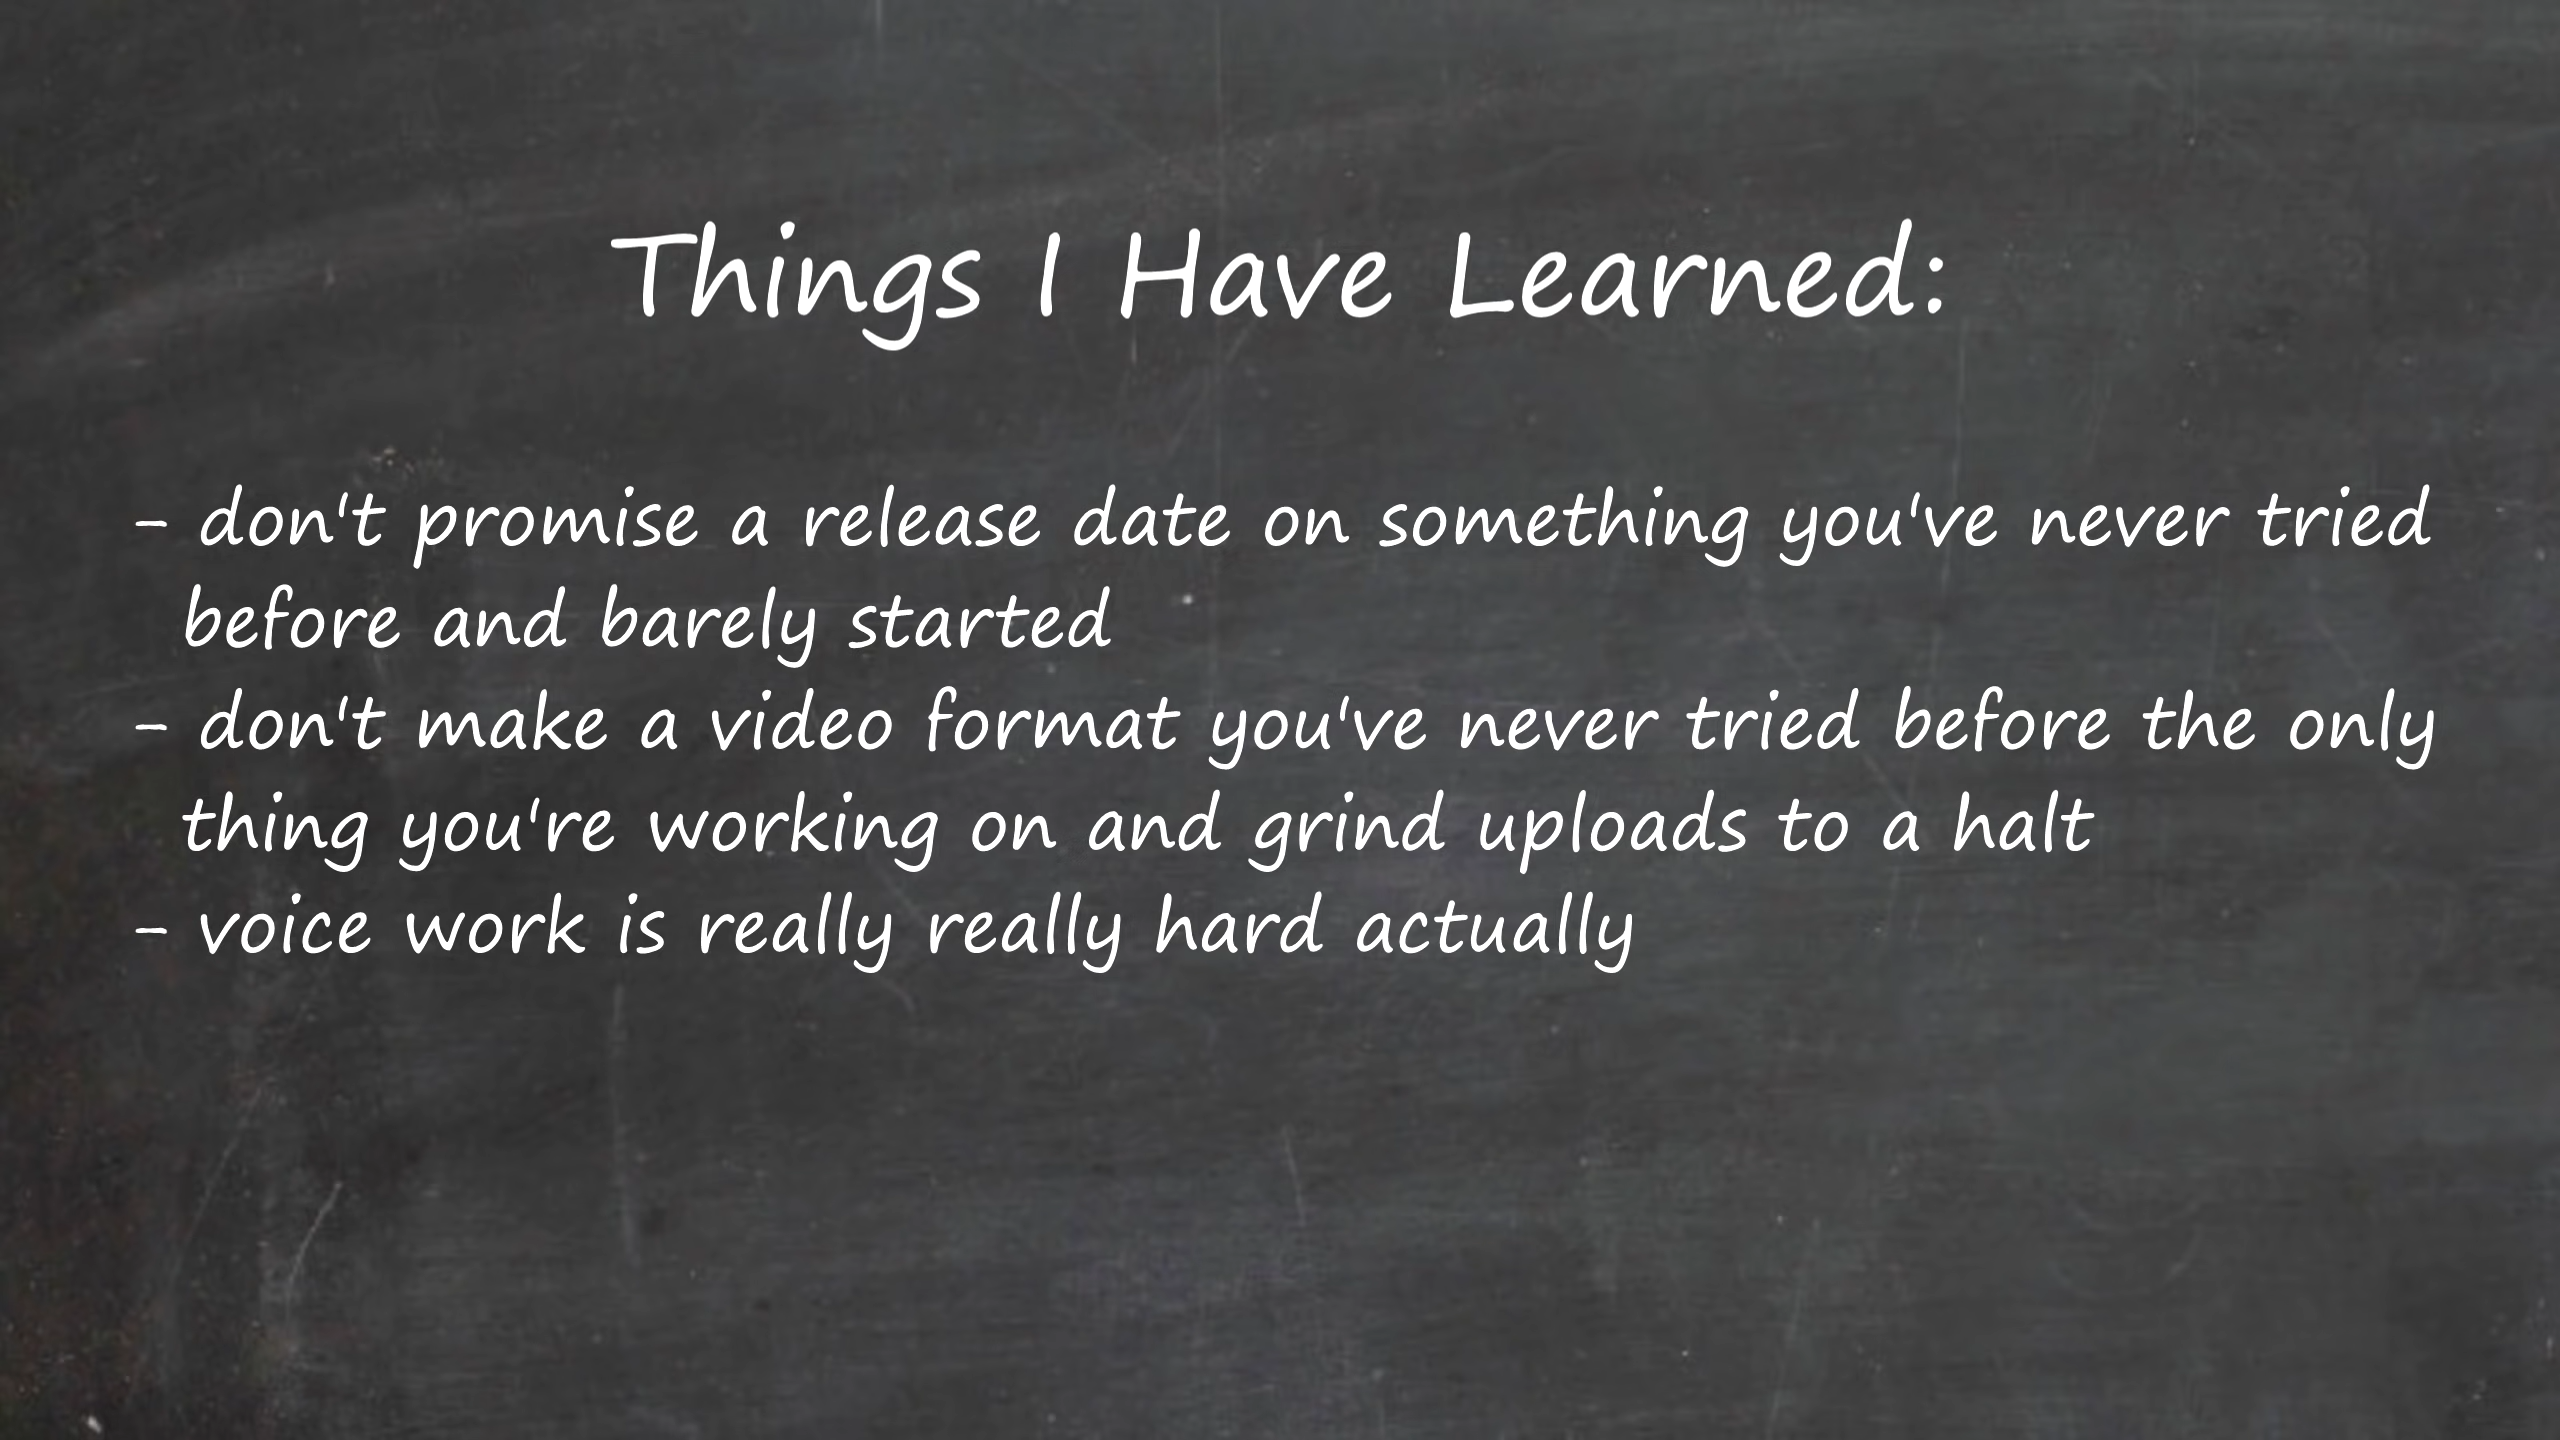 Things I Have Learned:
- don't promise a release date on something you've never tried
before and barely started
- don't make a video format you've never tried before the only
thing you're working on and grind uploads to a halt
- voice work is really really hard actually